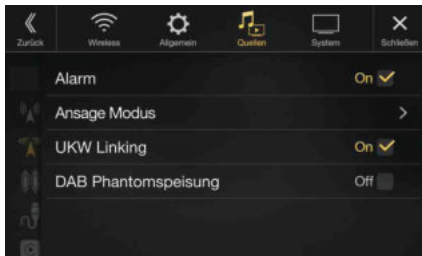 Zurück Wireless Allgemein Quellen System Schließen
Alarm On
Ansage Modus
UKW Linking On
DAB Phantomspeisung Off